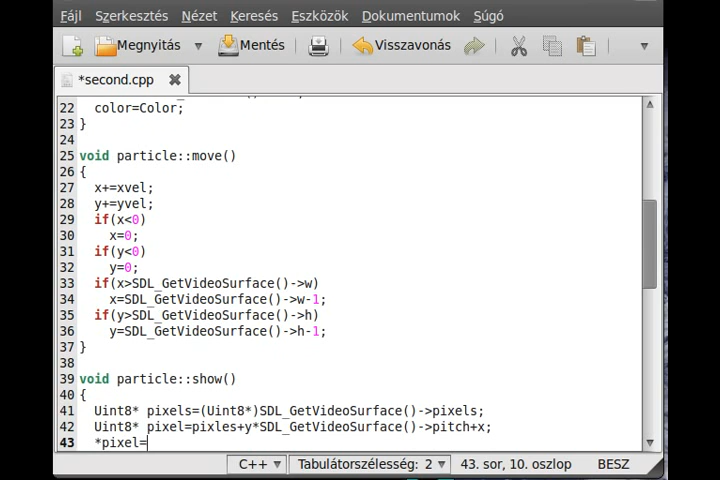 Fájl Szerkesztés Nézet Keresés Eszközök Dokumentumok Súgó
Megnyitás Mentés Visszavonás
*second.cpp
22 color=Color;
23 }
24
25 void particle::move()
26 {
27 x+=xvel;
28 y+=yvel;
29 if(x<0)
30 x=0;
31 if(y<0)
32 y=0;
33 if(x>SDL_GetVideoSurface()->w)
34 x=SDL_GetVideoSurface()->w-1;
35 if(y>SDL_GetVideoSurface()->h)
36 y=SDL_GetVideoSurface()->h-1;
37 }
38
39 void particle::show()
40 {
41 Uint8* pixels=(Uint8*)SDL_GetVideoSurface()->pixels;
42 Uint8* pixel=pixles+y*SDL_GetVideoSurface()->pitch+x;
43 *pixel=
C++ Tabulátorszélesség: 2 43. sor, 10. oszlop BESZ